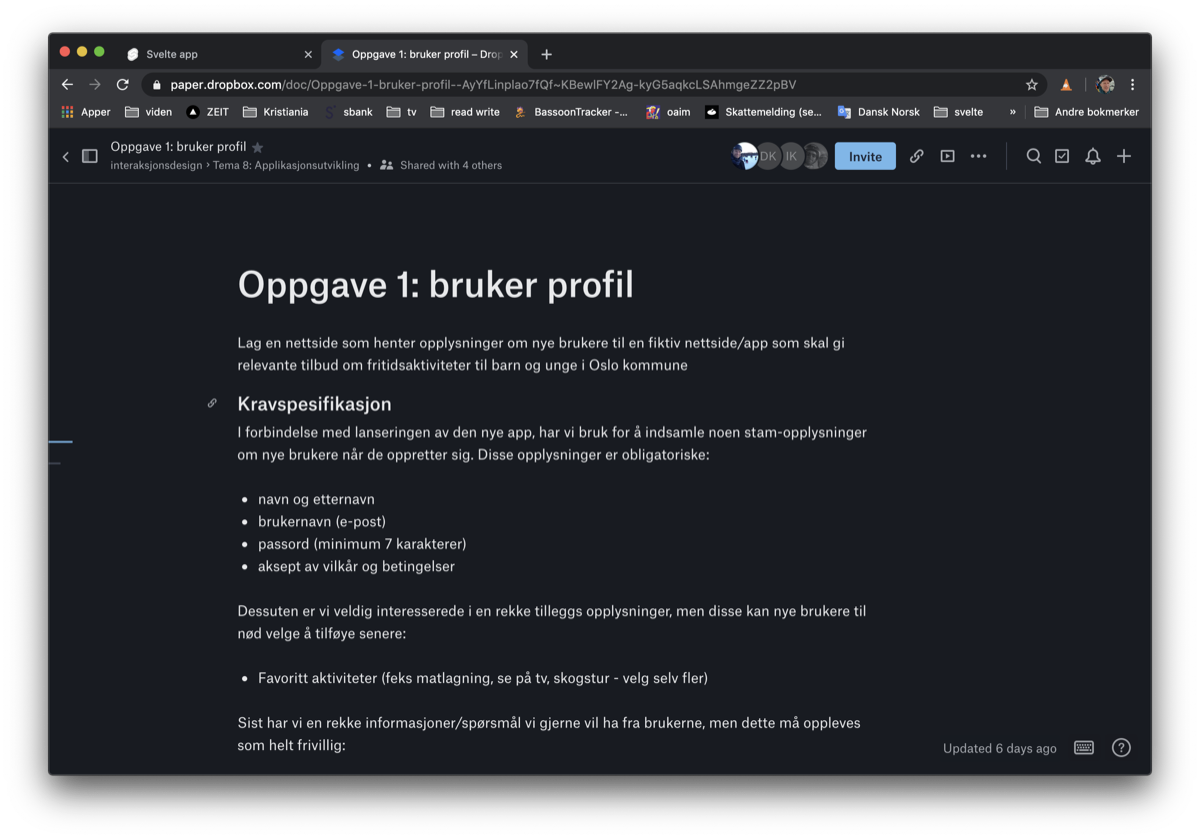 Svelte app
Oppgave 1: bruker profil – Drop
paper.dropbox.com/doc/Oppgave-1-bruker-profil--AyYfLinplao7fQf~KBewlFY2Ag-kyG5aqkcLSAhmgeZZ2pBV
Apper viden ZEIT Kristiania sbank tv read write BassoonTracker -... oaim Skattemelding (se... Dansk Norsk svelte » Andre bokmerker
Oppgave 1: bruker profil
interaksjonsdesign › Tema 8: Applikasjonsutvikling • Shared with 4 others
DK IK Invite
Oppgave 1: bruker profil
Lag en nettside som henter opplysninger om nye brukere til en fiktiv nettside/app som skal gi
relevante tilbud om fritidsaktiviteter til barn og unge i Oslo kommune
Kravspesifikasjon
I forbindelse med lanseringen av den nye app, har vi bruk for å indsamle noen stam-opplysninger
om nye brukere når de oppretter sig. Disse opplysninger er obligatoriske:
• navn og etternavn
• brukernavn (e-post)
• passord (minimum 7 karakterer)
• aksept av vilkår og betingelser
Dessuten er vi veldig interesserede i en rekke tilleggs opplysninger, men disse kan nye brukere til
nød velge å tilføye senere:
• Favoritt aktiviteter (feks matlagning, se på tv, skogstur - velg selv fler)
Sist har vi en rekke informasjoner/spørsmål vi gjerne vil ha fra brukerne, men dette må oppleves
som helt frivillig:
Updated 6 days ago